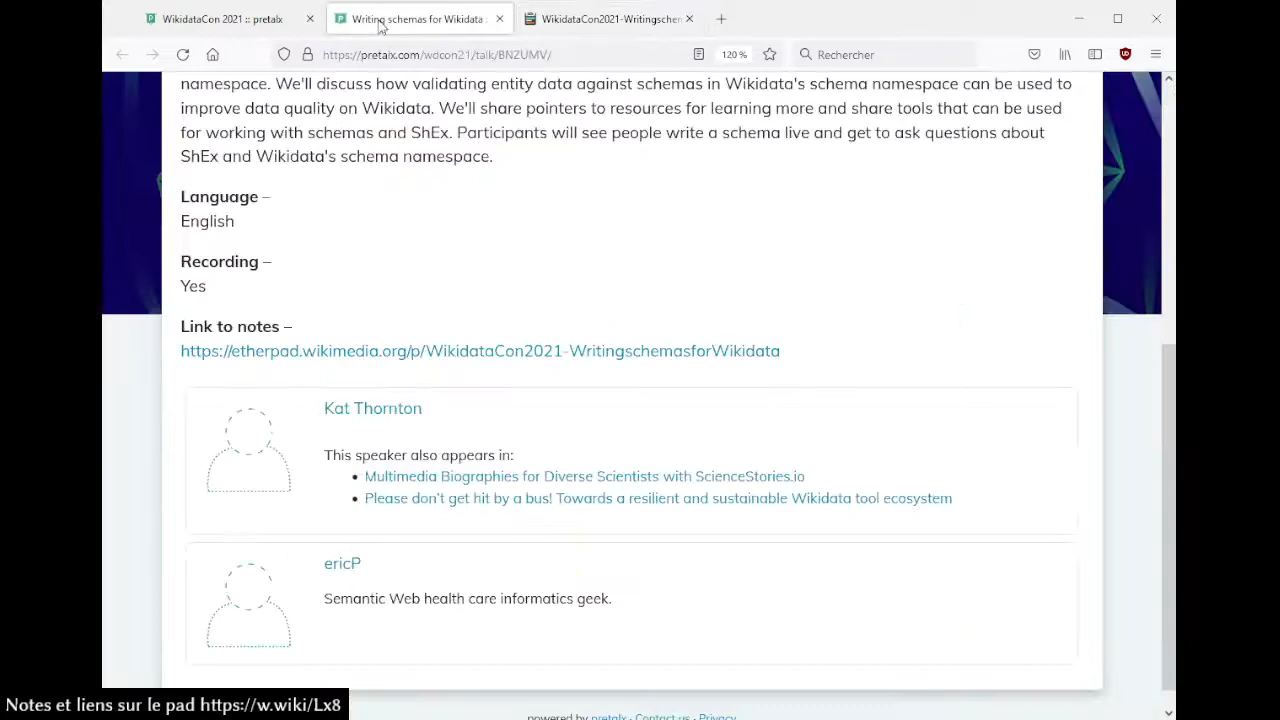 WikidataCon 2021 :: pretalx
Writing schemas for Wikidata :
WikidataCon2021-Writingschem
https://pretalx.com/wdcon21/talk/BN2UMV/
120 %
Rechercher
namespace. We'll discuss how validating entity data against schemas in Wikidata's schema namespace can be used to
improve data quality on Wikidata. We'll share pointers to resources for learning more and share tools that can be used
for working with schemas and ShEx. Participants will see people write a schema live and get to ask questions about
ShEx and Wikidata's schema namespace.
Language –
English
Recording –
Yes
Link to notes –
https://etherpad.wikimedia.org/p/WikidataCon2021-WritingschemasforWikidata
Kat Thornton
This speaker also appears in:
• Multimedia Biographies for Diverse Scientists with ScienceStories.io
• Please don't get hit by a bus! Towards a resilient and sustainable Wikidata tool ecosystem
ericP
Semantic Web health care informatics geek.
Notes et liens sur le pad https://w.wiki/Lx8
powered by pretalx · Contact us · Privacy